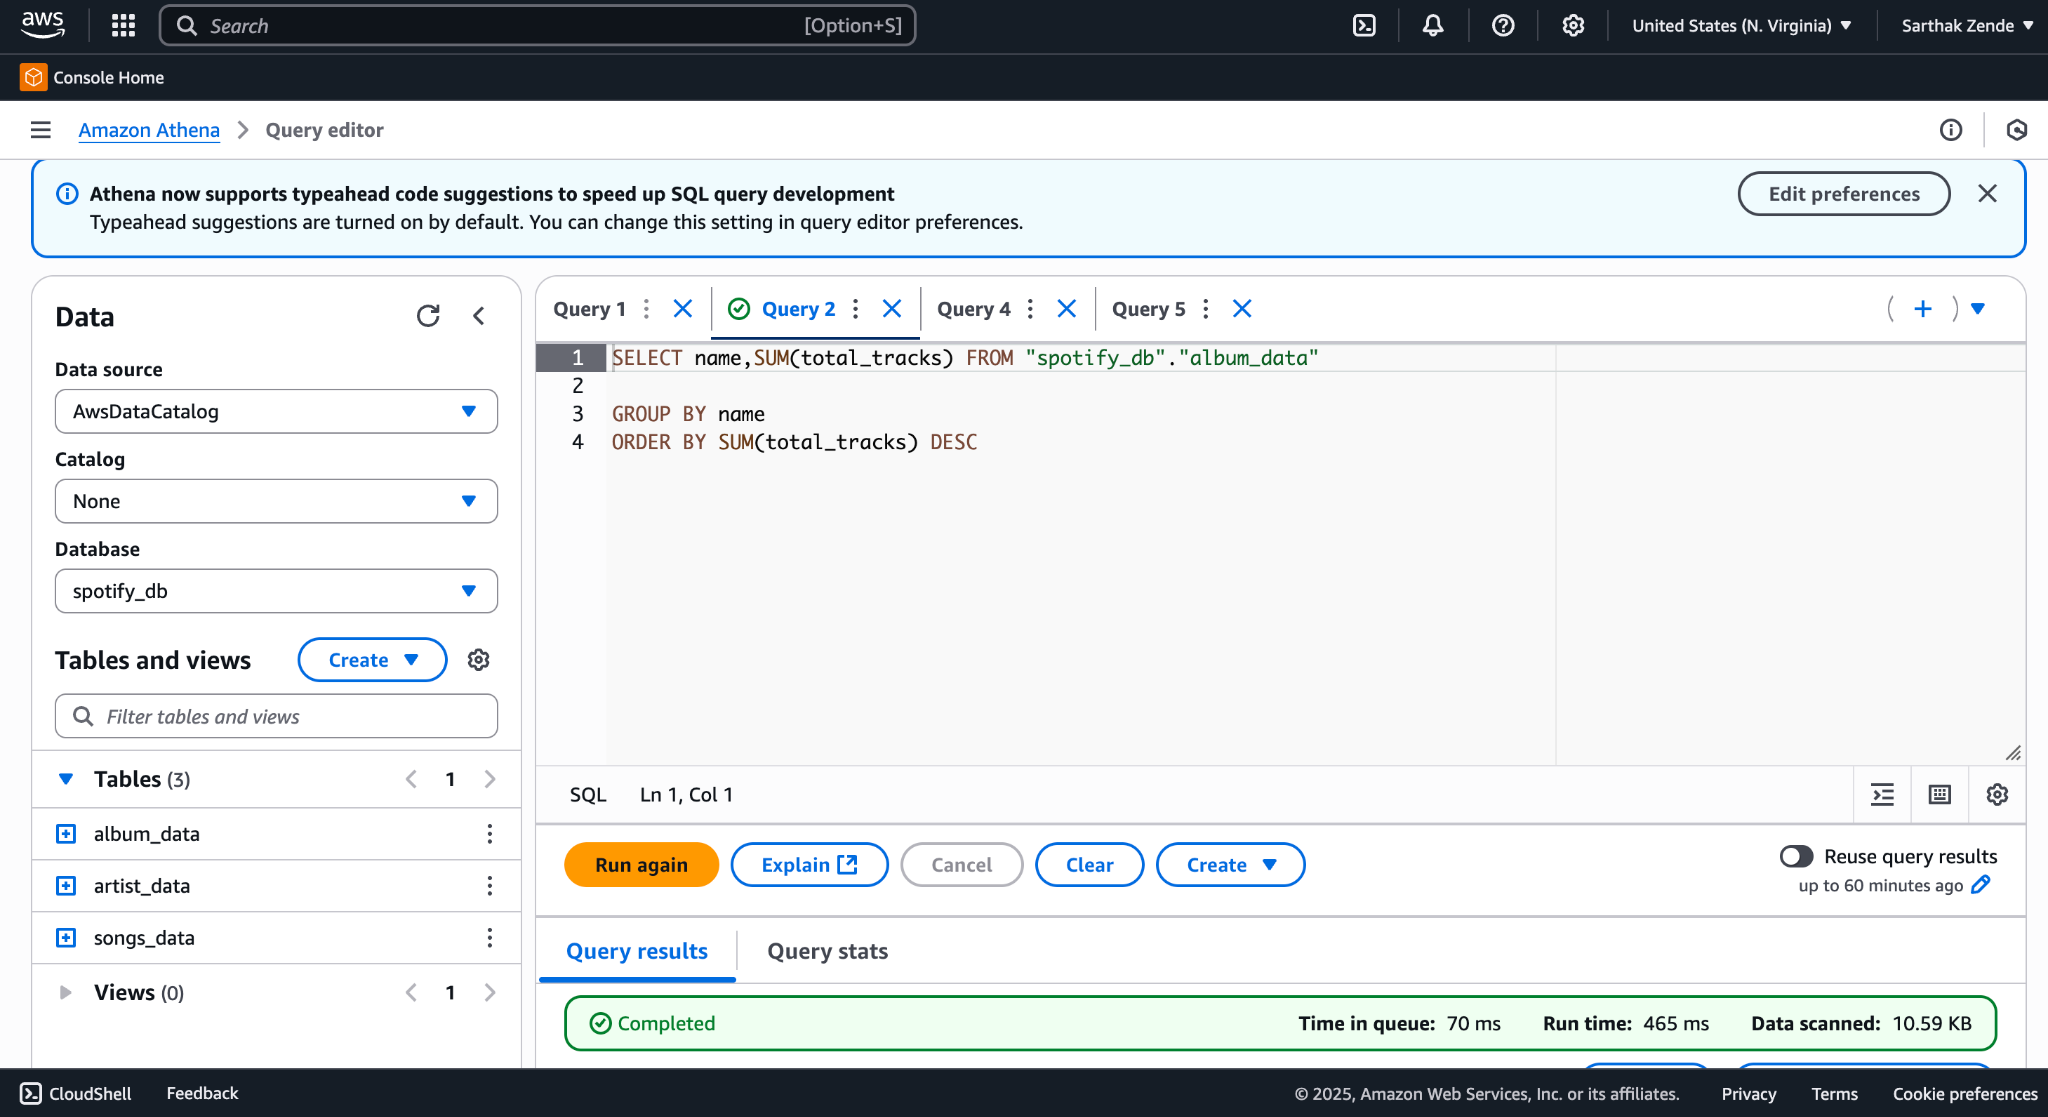 aws
Search [Option+S]
United States (N. Virginia)
Sarthak Zende
Console Home
Amazon Athena > Query editor
Athena now supports typeahead code suggestions to speed up SQL query development
Typeahead suggestions are turned on by default. You can change this setting in query editor preferences.
Edit preferences
Data
Data source
AwsDataCatalog
Catalog
None
Database
spotify_db
Tables and views
Create
Filter tables and views
Tables (3)
1
album_data
artist_data
songs_data
Views (0)
1
Query 1
Query 2
Query 4
Query 5
1 SELECT name,SUM(total_tracks) FROM "spotify_db"."album_data"
2
3 GROUP BY name
4 ORDER BY SUM(total_tracks) DESC
SQL
Ln 1, Col 1
Run again
Explain
Cancel
Clear
Create
Reuse query results
up to 60 minutes ago
Query results
Query stats
Completed
Time in queue: 70 ms
Run time: 465 ms
Data scanned: 10.59 KB
CloudShell
Feedback
© 2025, Amazon Web Services, Inc. or its affiliates.
Privacy
Terms
Cookie preferences